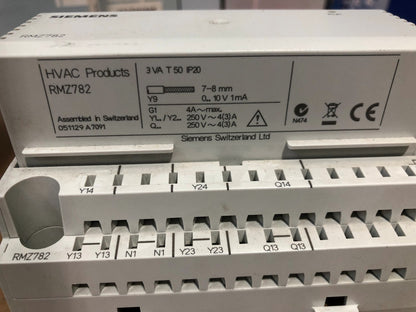 SIEMENS
RMZ782
HVAC Products
RMZ782
3 VA T 50 IP20
7-8 mm
Y9 0...10 V 1mA
G1 4A~max.
Assembled in Switzerland
Y1.../Y2... 250 V~4(3)A
051129 A7091
Q... 250 V~4(3)A
N474
CE
Siemens Switzerland Ltd
Y14 Y24 Q14
RMZ782
Y13 Y13 N1 N1 Y23 Y23 Q13 Q13